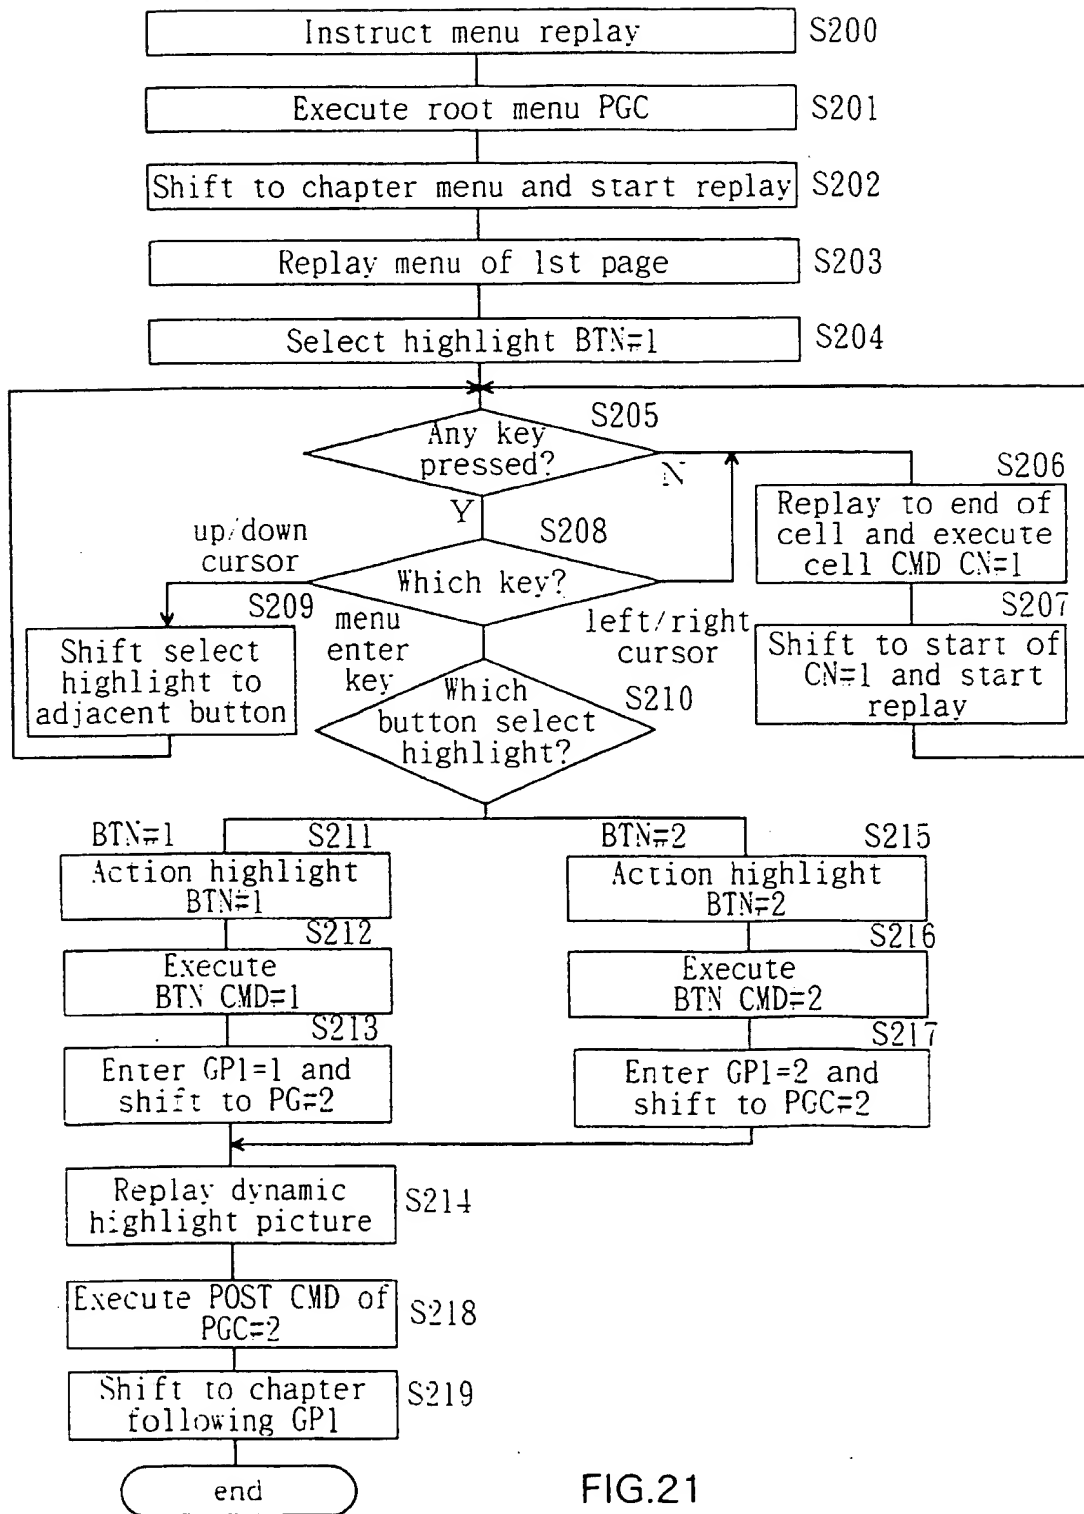 Instruct menu replay
S200
Execute root menu PGC
S201
Shift to chapter menu and start replay
S202
Replay menu of 1st page
S203
Select highlight BTN=1
S204
S205
Any key
pressed?
N
Y
S206
Replay to end of
cell and execute
cell CMD CN=1
S207
Shift to start of
CN=1 and start
replay
S208
Which key?
up/down
cursor
S209
Shift select
highlight to
adjacent button
menu
enter
key
left/right
cursor
S210
Which
button select
highlight?
BTN=1
S211
Action highlight
BTN=1
S212
Execute
BTN CMD=1
S213
Enter GP1=1 and
shift to PG=2
BTN=2
S215
Action highlight
BTN=2
S216
Execute
BTN CMD=2
S217
Enter GP1=2 and
shift to PGC=2
Replay dynamic
highlight picture
S214
Execute POST CMD of
PGC=2
S218
Shift to chapter
following GP1
S219
end
FIG.21